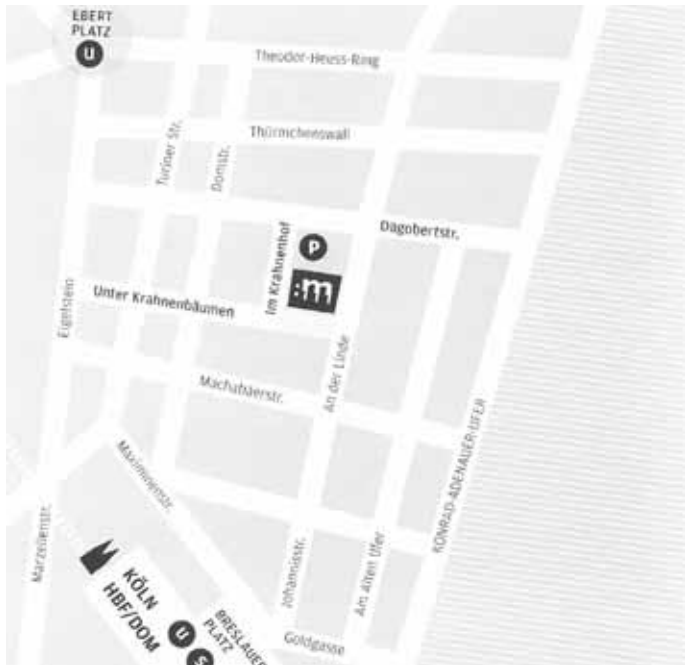 EBERT
PLATZ
U
Theodor-Heuss-Ring
Thürmchenswall
Turiner Str.
Domstr.
Dagobertstr.
Im Krahnenhof
P
:m
Unter Krahnenbäumen
Eigelstein
An der Linde
Machabäerstr.
KONRAD-ADENAUER-UFER
Maximinenstr.
Marzellenstr.
Johannisstr.
Am Alten Ufer
KÖLN
HBF/DOM
U
S
BRESLAUER
PLATZ
Goldgasse